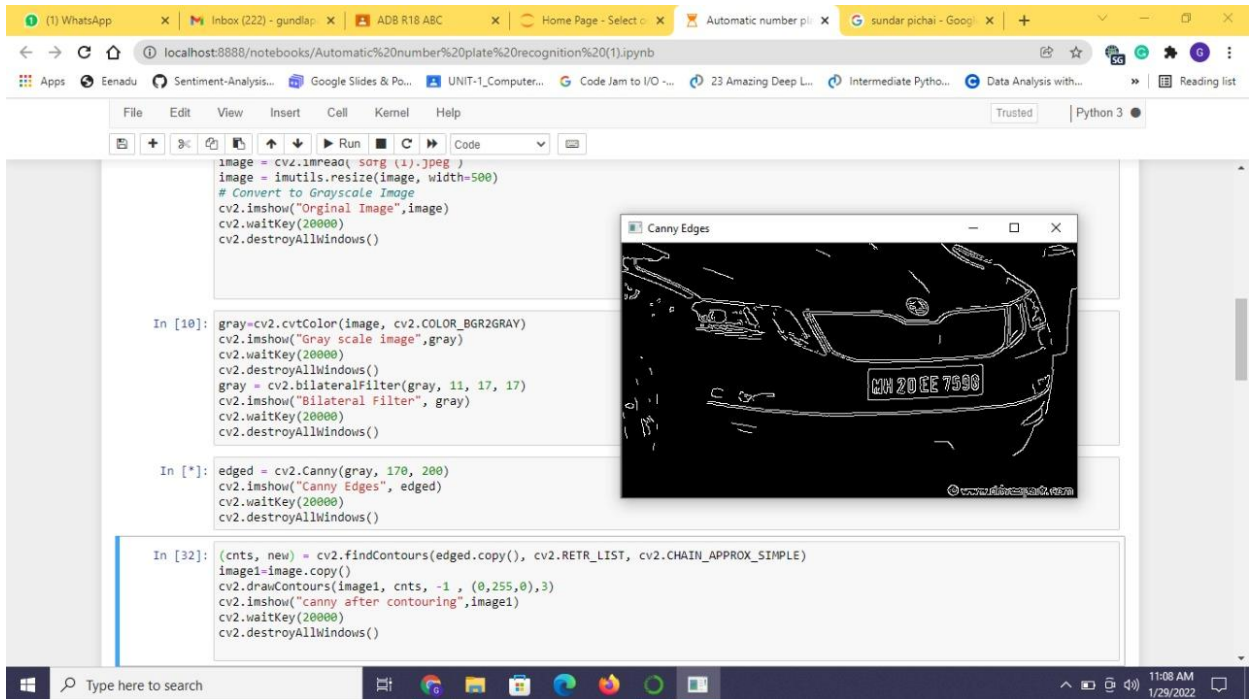 (1) WhatsApp
Inbox (222) - gundlap
ADB R18 ABC
Home Page - Select o
Automatic number pl
sundar pichai - Googl
localhost:8888/notebooks/Automatic%20number%20plate%20recognition%20(1).ipynb
Apps
Eenadu
Sentiment-Analysis...
Google Slides & Po...
UNIT-1_Computer...
Code Jam to I/O -...
23 Amazing Deep L...
Intermediate Pytho...
Data Analysis with...
»
Reading list
File Edit View Insert Cell Kernel Help
Trusted
Python 3
Run
Code
image = cv2.imread( sdfg (1).jpeg )
image = imutils.resize(image, width=500)
# Convert to Grayscale Image
cv2.imshow("Orginal Image",image)
cv2.waitKey(20000)
cv2.destroyAllWindows()
In [10]: gray=cv2.cvtColor(image, cv2.COLOR_BGR2GRAY)
cv2.imshow("Gray scale image",gray)
cv2.waitKey(20000)
cv2.destroyAllWindows()
gray = cv2.bilateralFilter(gray, 11, 17, 17)
cv2.imshow("Bilateral Filter", gray)
cv2.waitKey(20000)
cv2.destroyAllWindows()
Canny Edges
MH 20 EE 7598
In [*]: edged = cv2.Canny(gray, 170, 200)
cv2.imshow("Canny Edges", edged)
cv2.waitKey(20000)
cv2.destroyAllWindows()
In [32]: (cnts, new) = cv2.findContours(edged.copy(), cv2.RETR_LIST, cv2.CHAIN_APPROX_SIMPLE)
image1=image.copy()
cv2.drawContours(image1, cnts, -1 , (0,255,0),3)
cv2.imshow("canny after contouring",image1)
cv2.waitKey(20000)
cv2.destroyAllWindows()
Type here to search
11:08 AM
1/29/2022